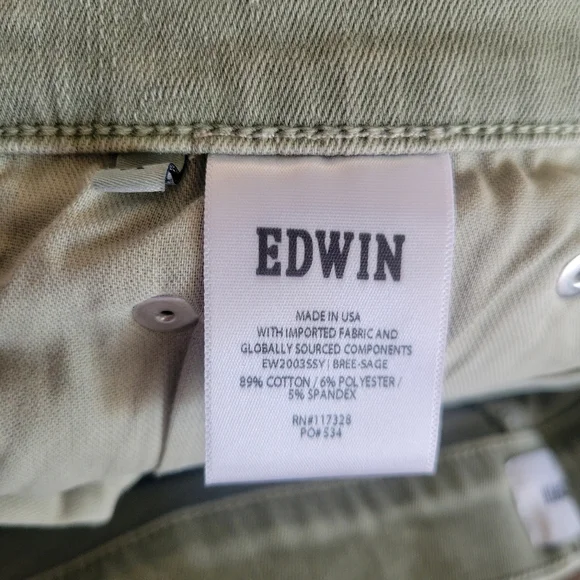 EDWIN
MADE IN USA
WITH IMPORTED FABRIC AND
GLOBALLY SOURCED COMPONENTS
EW2003SSY | BREE-SAGE
89% COTTON / 6% POLYESTER /
5% SPANDEX
RN#117328
PO# 534